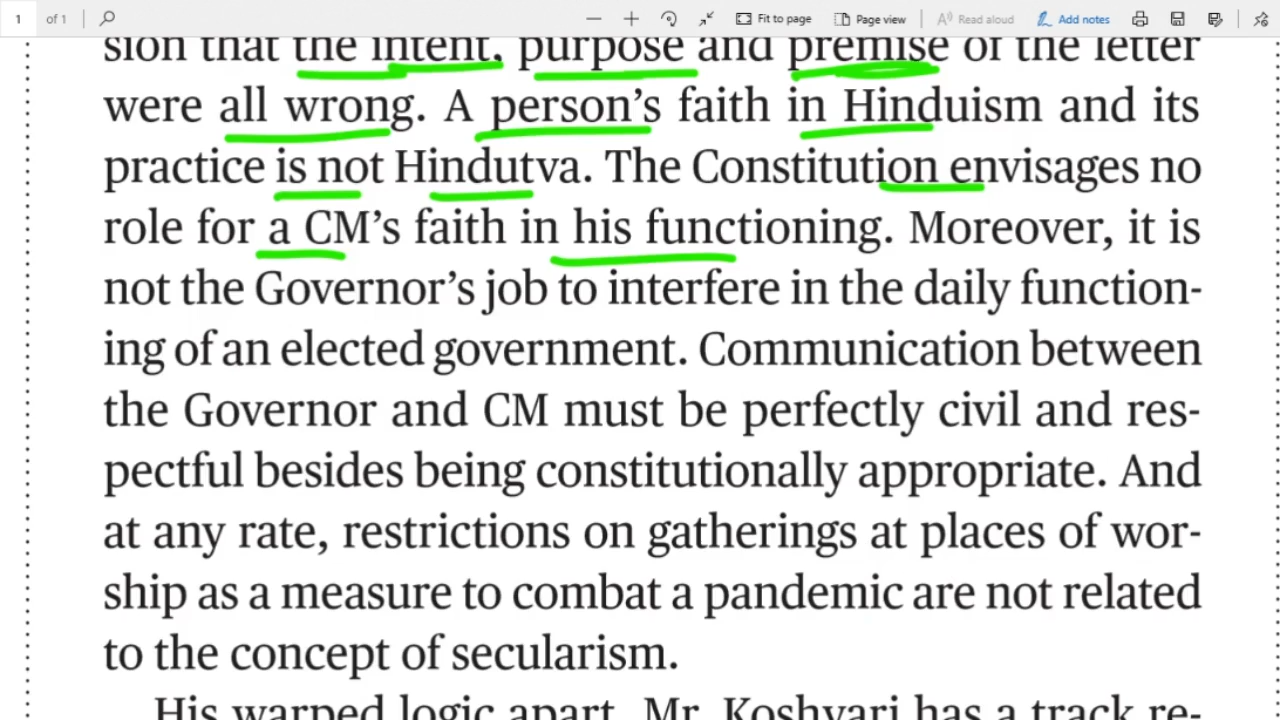 1 of 1 Fit to page Page view Read aloud Add notes
sion that the intent, purpose and premise of the letter
were all wrong. A person’s faith in Hinduism and its
practice is not Hindutva. The Constitution envisages no
role for a CM’s faith in his functioning. Moreover, it is
not the Governor’s job to interfere in the daily function-
ing of an elected government. Communication between
the Governor and CM must be perfectly civil and res-
pectful besides being constitutionally appropriate. And
at any rate, restrictions on gatherings at places of wor-
ship as a measure to combat a pandemic are not related
to the concept of secularism.
His warped logic apart, Mr. Koshyari has a track re-